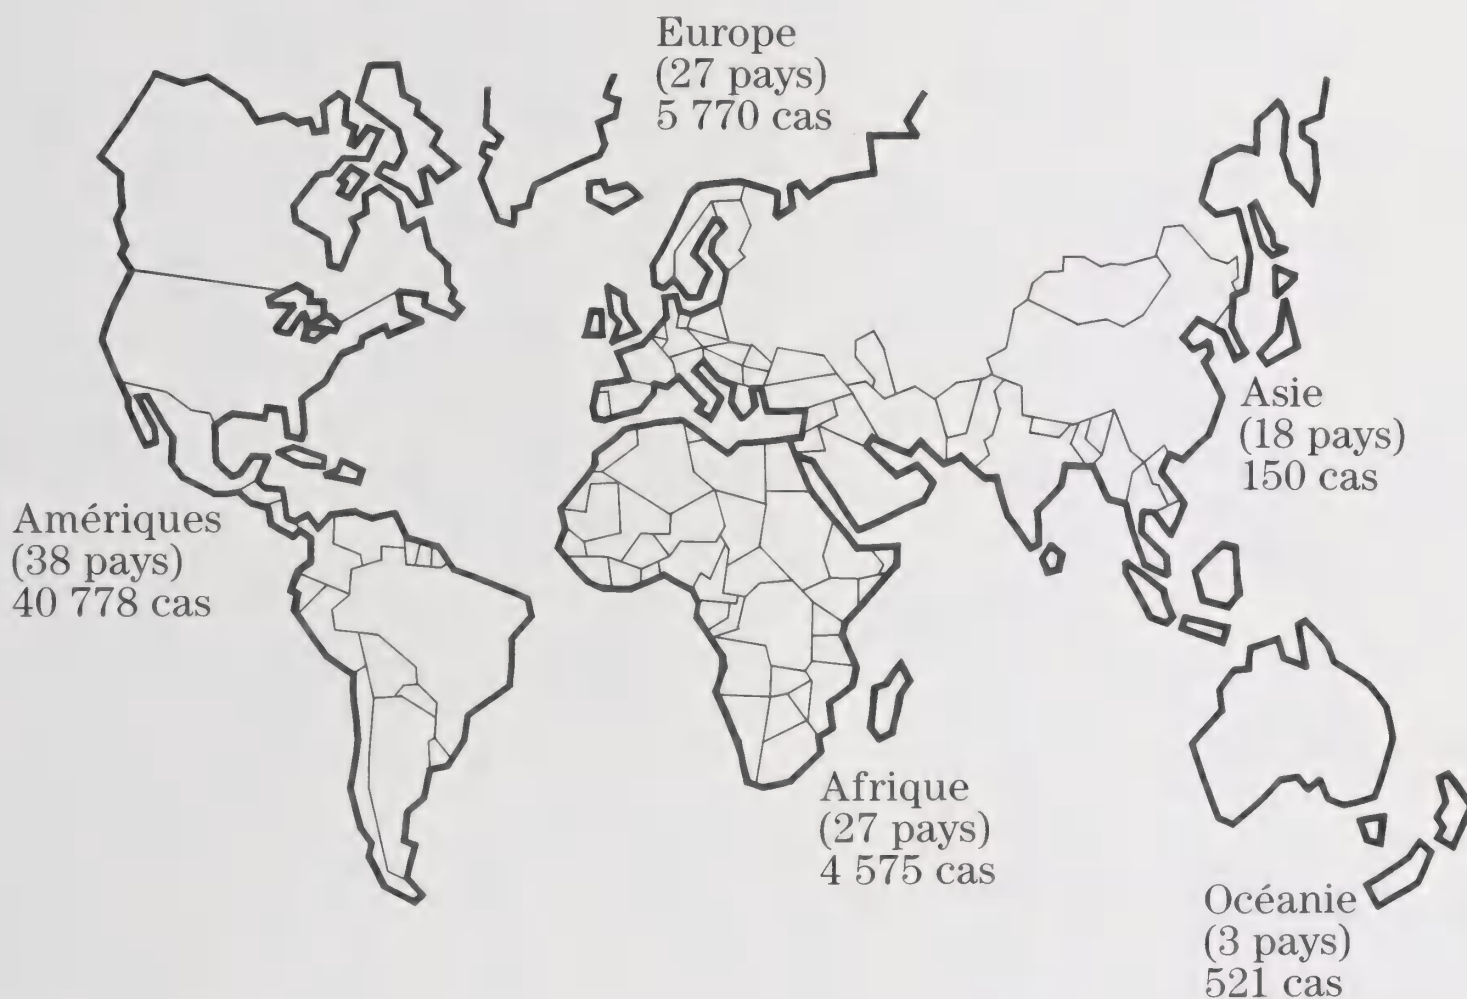 Europe
(27 pays)
5 770 cas
Asie
(18 pays)
150 cas
Amériques
(38 pays)
40 778 cas
Afrique
(27 pays)
4 575 cas
Océanie
(3 pays)
521 cas